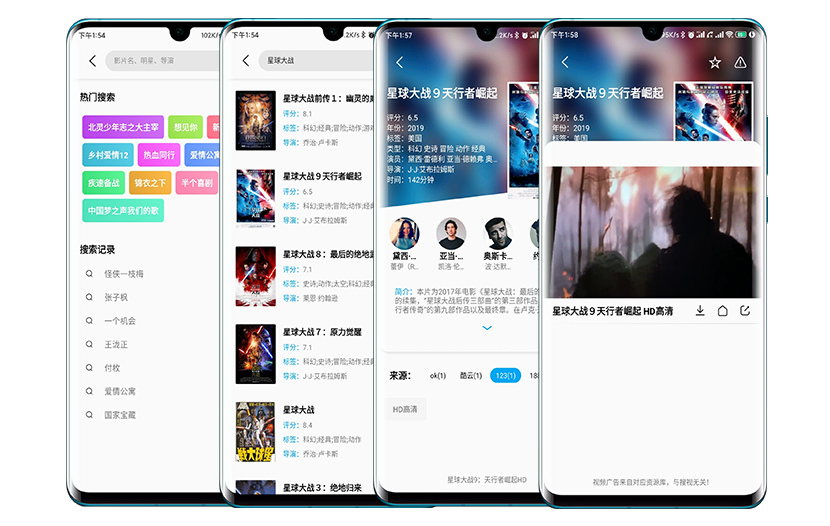 下午1:54
102K/s
影片名、明星、导演
热门搜索
北灵少年志之大主宰
想见你
新
乡村爱情12
热血同行
爱情公寓
疾速备战
锦衣之下
半个喜剧
中国梦之声我们的歌
搜索记录
怪侠一枝梅
张子枫
一个机会
王泷正
付枚
爱情公寓
国家宝藏
下午1:54
.2K/s
星球大战
星球大战前传1：幽灵的
评分：8.1
标签：科幻;经典;冒险;动作;游戏
导演：乔治·卢卡斯
星球大战９天行者崛起
评分：6.5
标签：科幻;史诗;冒险;动作;经典
导演：J·J·艾布拉姆斯
星球大战8：最后的绝地
评分：7.1
标签：史诗;动作;太空;科幻;经
导演：莱恩·约翰逊
星球大战7：原力觉醒
评分：7.1
标签：科幻;史诗;冒险;动作;经典
导演：J·J·艾布拉姆斯
星球大战
评分：8.4
标签：科幻;经典;冒险;动作
导演：乔治·卢卡斯
星球大战3：绝地归来
下午1:57
.2K/s
星球大战９天行者崛起
评分：6.5
年份：2019
标签：美国
类型：科幻 史诗 冒险 动作 经典
演员：黛西·雷德利 亚当·德赖弗 奥...
导演：J·J·艾布拉姆斯
时间：142分钟
黛西·...
蕾伊（R...
亚当·...
凯洛·伦...
奥斯卡...
波·达默...
简介：本片为2017年电影《星球大战：最后的
的续集，“星球大战后传三部曲”的第三部作品
行者传奇”的第九部作品以及最终章。在卢克·
来源：
ok(1)
酷云(1)
123(1)
188
HD高清
星球大战9：天行者崛起HD
下午1:58
95K/s
星球大战９天行者崛起
评分：6.5
年份：2019
标签：美国
星球大战９天行者崛起 HD高清
视频广告来自对应资源库，与搜视无关！